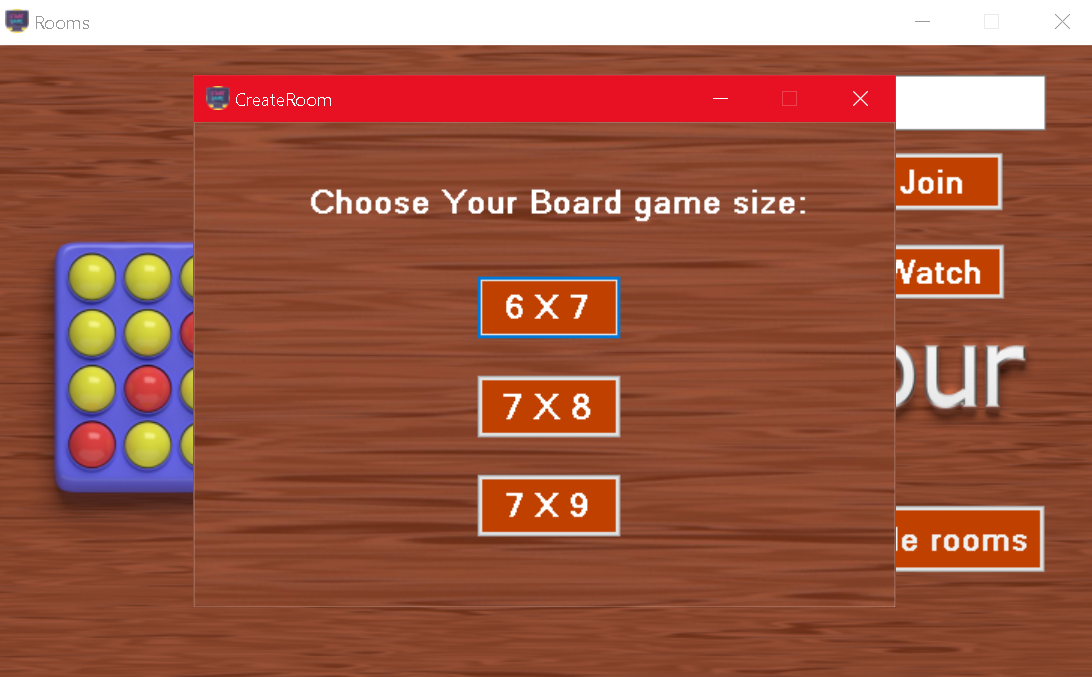 Rooms
CreateRoom
Choose Your Board game size:
6 X 7
7 X 8
7 X 9
Join
Watch
our
le rooms